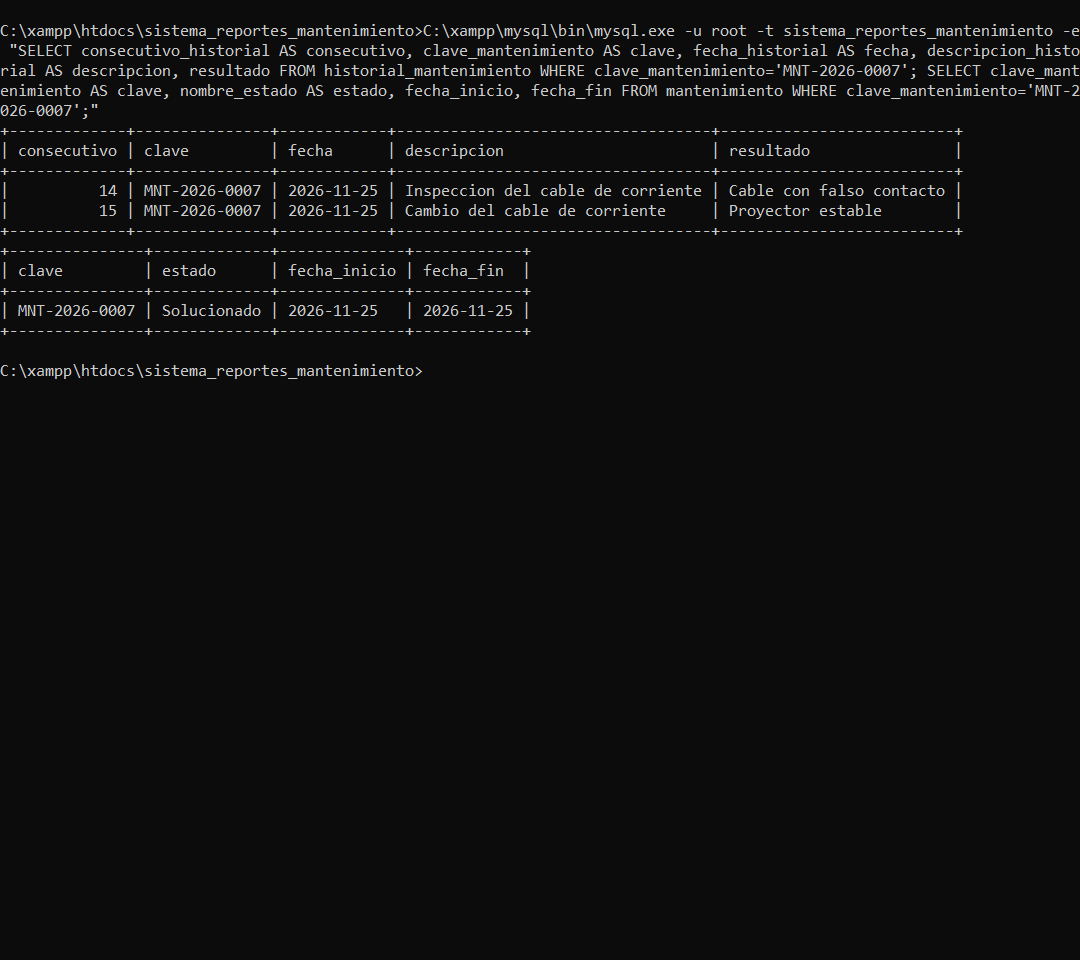 C:\xampp\htdocs\sistema_reportes_mantenimiento>C:\xampp\mysql\bin\mysql.exe -u root -t sistema_reportes_mantenimiento -e
 "SELECT consecutivo_historial AS consecutivo, clave_mantenimiento AS clave, fecha_historial AS fecha, descripcion_histo
rial AS descripcion, resultado FROM historial_mantenimiento WHERE clave_mantenimiento='MNT-2026-0007'; SELECT clave_mant
enimiento AS clave, nombre_estado AS estado, fecha_inicio, fecha_fin FROM mantenimiento WHERE clave_mantenimiento='MNT-2
026-0007';"
+-------------+---------------+------------+-----------------------------------+--------------------------+
| consecutivo | clave         | fecha      | descripcion                       | resultado                |
+-------------+---------------+------------+-----------------------------------+--------------------------+
|          14 | MNT-2026-0007 | 2026-11-25 | Inspeccion del cable de corriente | Cable con falso contacto |
|          15 | MNT-2026-0007 | 2026-11-25 | Cambio del cable de corriente     | Proyector estable        |
+-------------+---------------+------------+-----------------------------------+--------------------------+
+---------------+-------------+--------------+------------+
| clave         | estado      | fecha_inicio | fecha_fin  |
+---------------+-------------+--------------+------------+
| MNT-2026-0007 | Solucionado | 2026-11-25   | 2026-11-25 |
+---------------+-------------+--------------+------------+
C:\xampp\htdocs\sistema_reportes_mantenimiento>